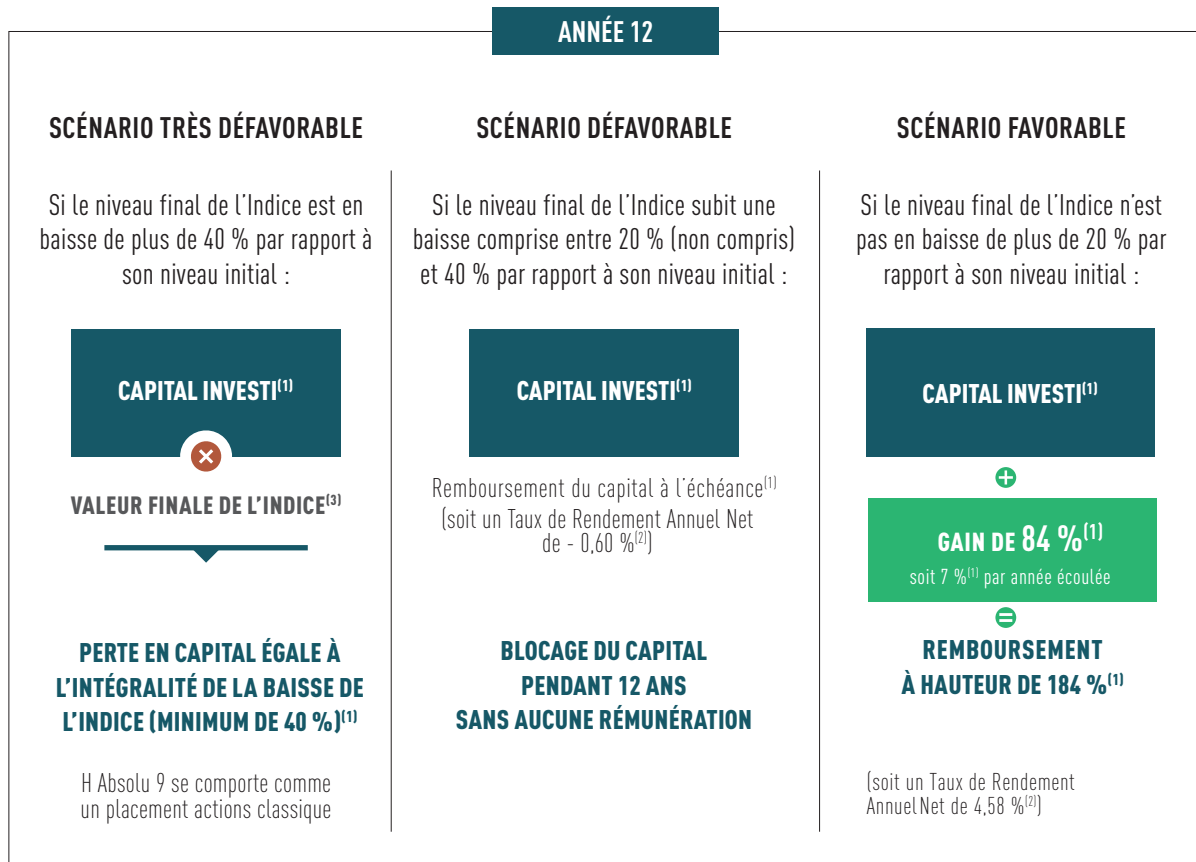 ANNÉE 12
SCÉNARIO TRÈS DÉFAVORABLE
Si le niveau final de l'Indice est en
baisse de plus de 40 % par rapport à
son niveau initial :
CAPITAL INVESTI(1)
VALEUR FINALE DE L'INDICE(3)
PERTE EN CAPITAL ÉGALE À
L'INTÉGRALITÉ DE LA BAISSE DE
L'INDICE (MINIMUM DE 40 %)(1)
H Absolu 9 se comporte comme
un placement actions classique
SCÉNARIO DÉFAVORABLE
Si le niveau final de l'Indice subit une
baisse comprise entre 20 % (non compris)
et 40 % par rapport à son niveau initial :
CAPITAL INVESTI(1)
Remboursement du capital à l'échéance(1)
(soit un Taux de Rendement Annuel Net
de - 0,60 %(2))
BLOCAGE DU CAPITAL
PENDANT 12 ANS
SANS AUCUNE RÉMUNÉRATION
SCÉNARIO FAVORABLE
Si le niveau final de l'Indice n'est
pas en baisse de plus de 20 % par
rapport à son niveau initial :
CAPITAL INVESTI(1)
+
GAIN DE 84 %(1)
soit 7 %(1) par année écoulée
=
REMBOURSEMENT
À HAUTEUR DE 184 %(1)
(soit un Taux de Rendement
Annuel Net de 4,58 %(2))